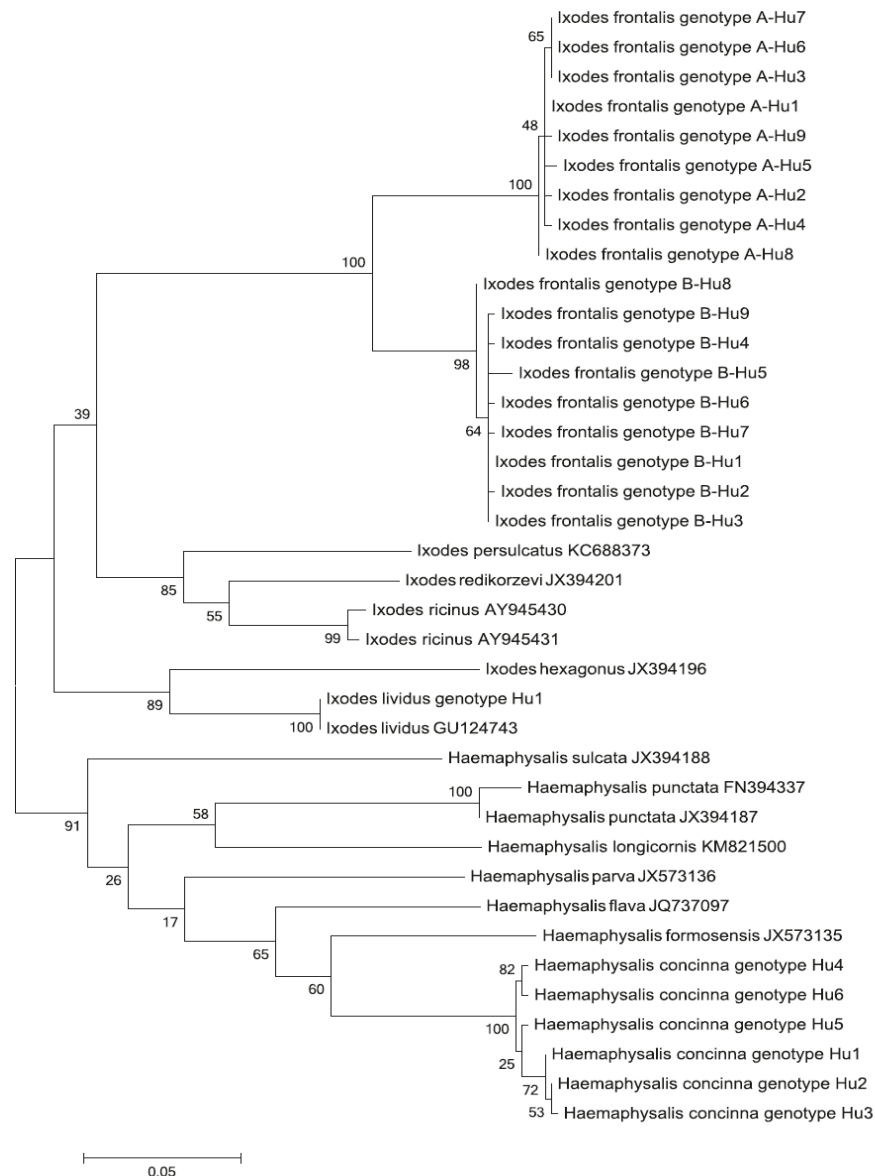 Ixodes frontalis genotype A-Hu7
65
Ixodes frontalis genotype A-Hu6
Ixodes frontalis genotype A-Hu3
Ixodes frontalis genotype A-Hu1
48
Ixodes frontalis genotype A-Hu9
Ixodes frontalis genotype A-Hu5
100
Ixodes frontalis genotype A-Hu2
Ixodes frontalis genotype A-Hu4
Ixodes frontalis genotype A-Hu8
100
Ixodes frontalis genotype B-Hu8
Ixodes frontalis genotype B-Hu9
Ixodes frontalis genotype B-Hu4
98
Ixodes frontalis genotype B-Hu5
Ixodes frontalis genotype B-Hu6
39
64
Ixodes frontalis genotype B-Hu7
Ixodes frontalis genotype B-Hu1
Ixodes frontalis genotype B-Hu2
Ixodes frontalis genotype B-Hu3
Ixodes persulcatus KC688373
85
Ixodes redikorzevi JX394201
55
Ixodes ricinus AY945430
99
Ixodes ricinus AY945431
Ixodes hexagonus JX394196
89
Ixodes lividus genotype Hu1
100
Ixodes lividus GU124743
Haemaphysalis sulcata JX394188
100
Haemaphysalis punctata FN394337
58
Haemaphysalis punctata JX394187
91
Haemaphysalis longicornis KM821500
26
Haemaphysalis parva JX573136
17
Haemaphysalis flava JQ737097
65
Haemaphysalis formosensis JX573135
82
Haemaphysalis concinna genotype Hu4
60
Haemaphysalis concinna genotype Hu6
100
Haemaphysalis concinna genotype Hu5
25
Haemaphysalis concinna genotype Hu1
72
Haemaphysalis concinna genotype Hu2
53
Haemaphysalis concinna genotype Hu3
0.05